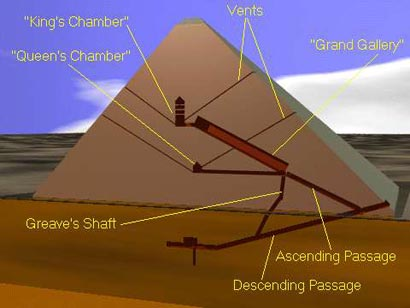 Vents
"King's Chamber"
"Grand Gallery"
"Queen's Chamber"
Greave's Shaft
Ascending Passage
Descending Passage